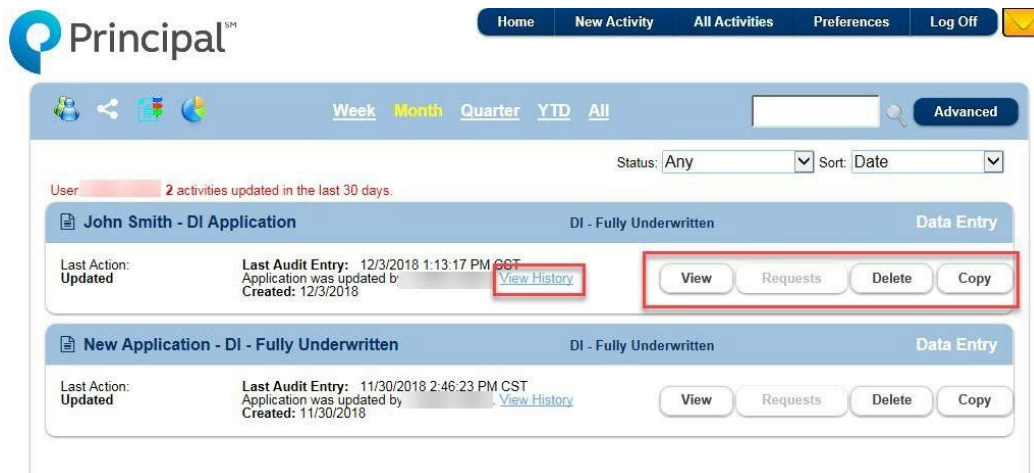 Principal℠
Home New Activity All Activities Preferences Log Off
Week Month Quarter YTD All
Advanced
Status: Any Sort: Date
User 2 activities updated in the last 30 days.
John Smith - DI Application DI - Fully Underwritten Data Entry
Last Action: Last Audit Entry: 12/3/2018 1:13:17 PM CST
Updated Application was updated by View History
Created: 12/3/2018
View Requests Delete Copy
New Application - DI - Fully Underwritten DI - Fully Underwritten Data Entry
Last Action: Last Audit Entry: 11/30/2018 2:46:23 PM CST
Updated Application was updated by . View History
Created: 11/30/2018
View Requests Delete Copy